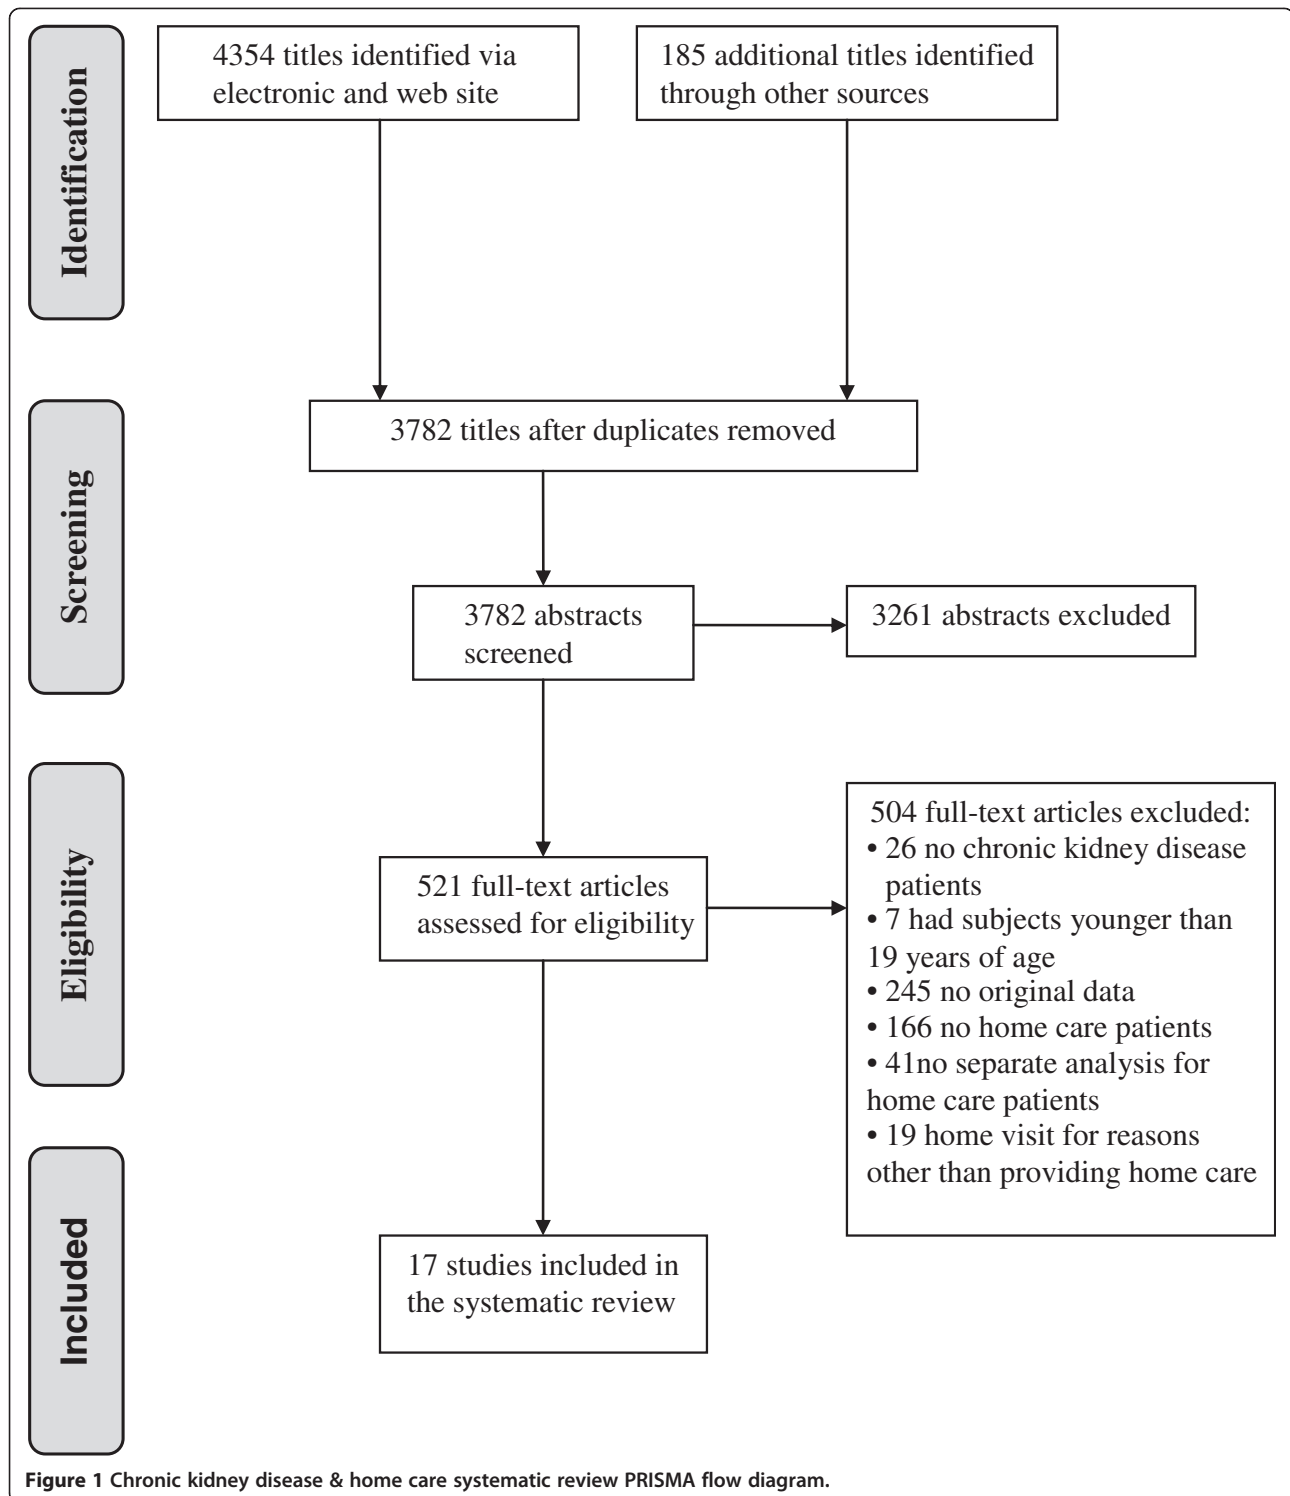 Identification
4354 titles identified via
electronic and web site
185 additional titles identified
through other sources
Screening
3782 titles after duplicates removed
3782 abstracts
screened
3261 abstracts excluded
Eligibility
521 full-text articles
assessed for eligibility
504 full-text articles excluded:
• 26 no chronic kidney disease
patients
• 7 had subjects younger than
19 years of age
• 245 no original data
• 166 no home care patients
• 41no separate analysis for
home care patients
• 19 home visit for reasons
other than providing home care
Included
17 studies included in
the systematic review
Figure 1 Chronic kidney disease & home care systematic review PRISMA flow diagram.